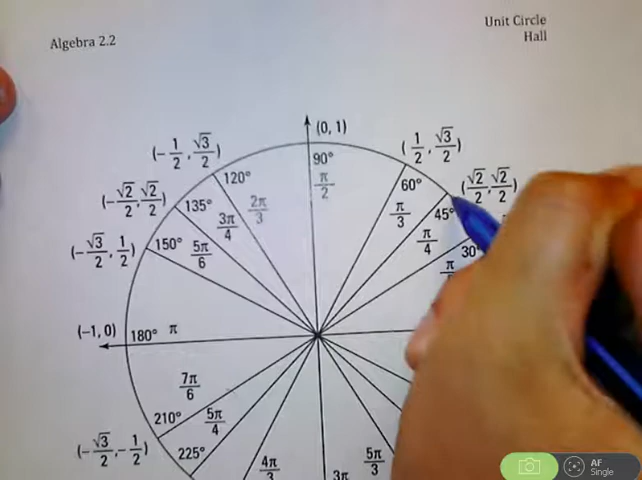 Algebra 2.2
Unit Circle
Hall
(0, 1)
90°
π/2
(1/2, √3/2)
60°
π/3
(√2/2, √2/2)
45°
π/4
30°
π
(-1/2, √3/2)
120°
2π/3
(-√2/2, √2/2)
135°
3π/4
(-√3/2, 1/2)
150°
5π/6
(-1, 0)
180° π
7π/6
210°
(-√3/2, -1/2)
5π/4
225°
4π/3
3π
5π/3
AF
Single